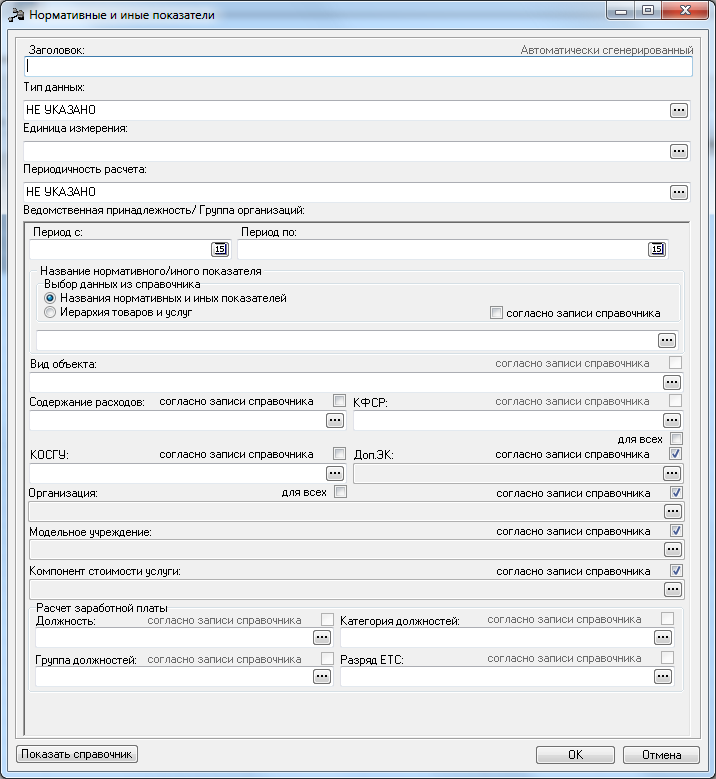 Нормативные и иные показатели
Заголовок: Автоматически сгенерированный
Тип данных:
НЕ УКАЗАНО
Единица измерения:
Периодичность расчета:
НЕ УКАЗАНО
Ведомственная принадлежность/ Группа организаций:
Период с: Период по:
15 15
Название нормативного/иного показателя
Выбор данных из справочника
Названия нормативных и иных показателей
Иерархия товаров и услуг согласно записи справочника
Вид объекта: согласно записи справочника
Содержание расходов: согласно записи справочника КФСР: согласно записи справочника
для всех
КОСГУ: согласно записи справочника Доп.ЭК: согласно записи справочника
Организация: для всех согласно записи справочника
Модельное учреждение: согласно записи справочника
Компонент стоимости услуги: согласно записи справочника
Расчет заработной платы
Должность: согласно записи справочника Категория должностей: согласно записи справочника
Группа должностей: согласно записи справочника Разряд ЕТС: согласно записи справочника
Показать справочник OK Отмена